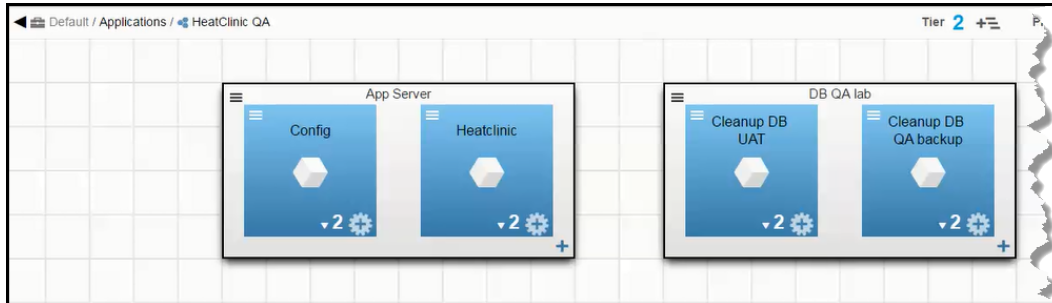 Default / Applications / HeatClinic QA
Tier 2
App Server
Config
2
Heatclinic
2
DB QA lab
Cleanup DB
UAT
2
Cleanup DB
QA backup
2